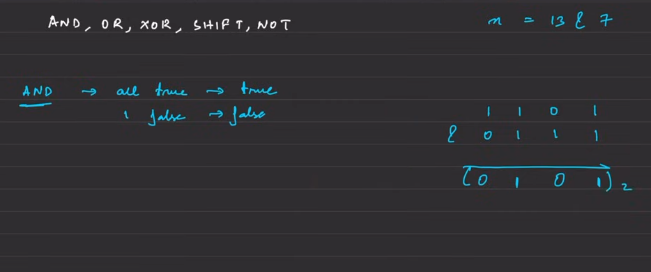 AND, OR, XOR, SHIFT, NOT
n = 13 & 7
AND → all true → true
1 false → false
1 1 0 1
& 0 1 1 1
(0 1 0 1)₂